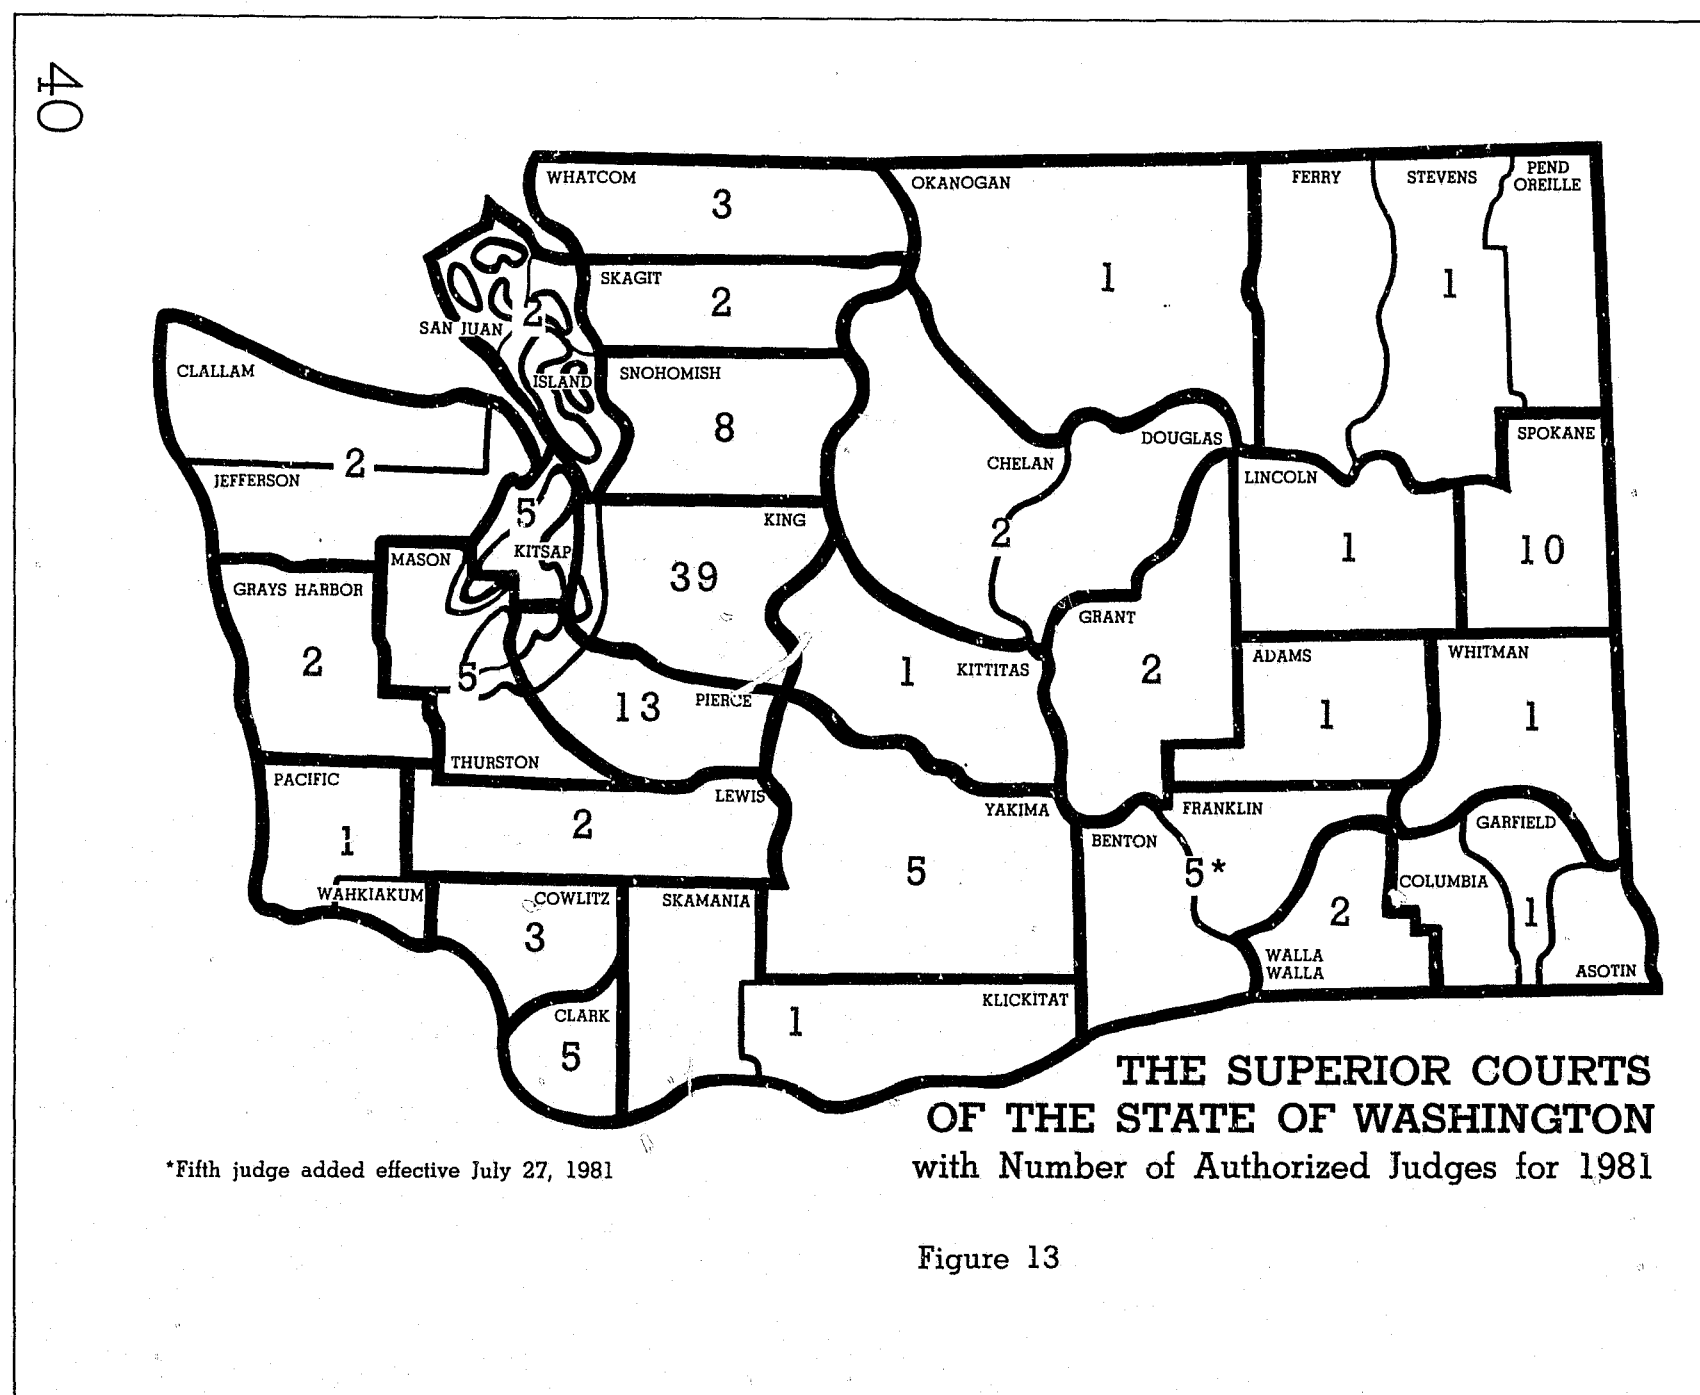 40
WHATCOM
3
OKANOGAN
1
FERRY
STEVENS
1
PEND
OREILLE
SKAGIT
2
SAN JUAN
2
ISLAND
SNOHOMISH
8
CLALLAM
2
JEFFERSON
DOUGLAS
CHELAN
2
SPOKANE
10
LINCOLN
1
KING
39
5
KITSAP
MASON
GRAYS HARBOR
2
5
THURSTON
PIERCE
13
KITTITAS
1
GRANT
2
ADAMS
1
WHITMAN
1
PACIFIC
1
LEWIS
2
YAKIMA
5
BENTON
FRANKLIN
5*
GARFIELD
COLUMBIA
1
2
WALLA
WALLA
ASOTIN
WAHKIAKUM
COWLITZ
3
SKAMANIA
KLICKITAT
1
CLARK
5
THE SUPERIOR COURTS
OF THE STATE OF WASHINGTON
with Number of Authorized Judges for 1981
*Fifth judge added effective July 27, 1981
Figure 13